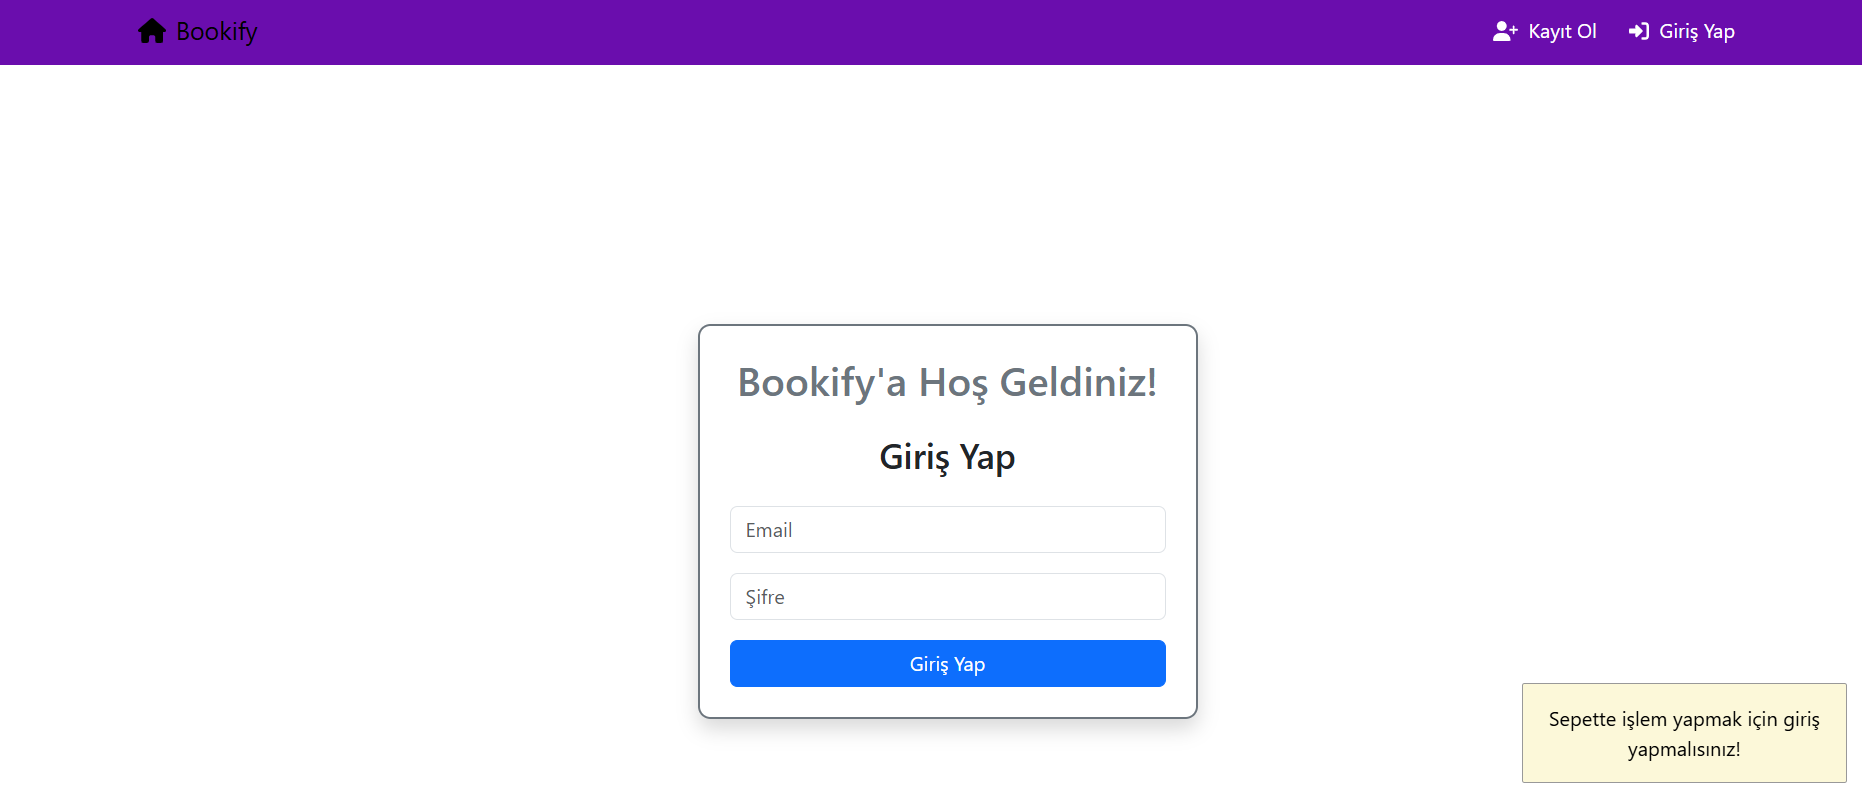 Bookify
Kayıt Ol
Giriş Yap
Bookify'a Hoş Geldiniz!
Giriş Yap
Email
Şifre
Giriş Yap
Sepette işlem yapmak için giriş
yapmalısınız!